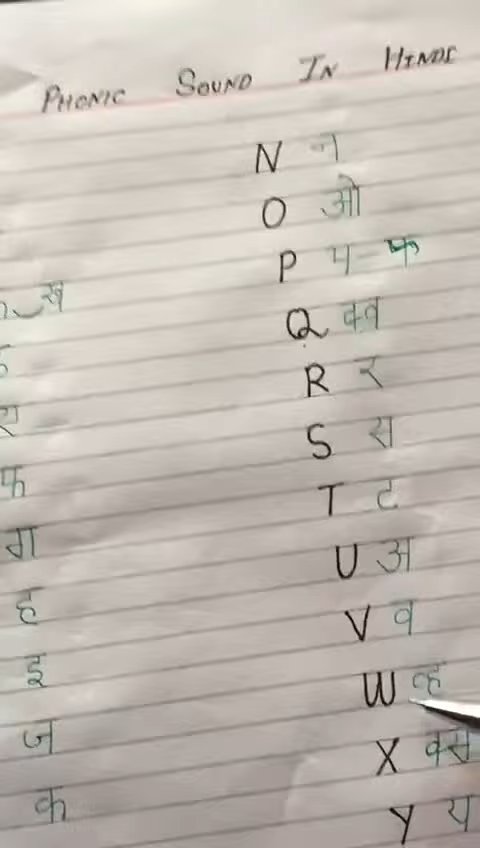 PHONIC SOUND IN HINDI
N न
O ओ
P प-फ
ख Q क्व
R र
S स
फ T ट
ग U अ
ह V व
इ W व्ह
ज X क्स
क Y य